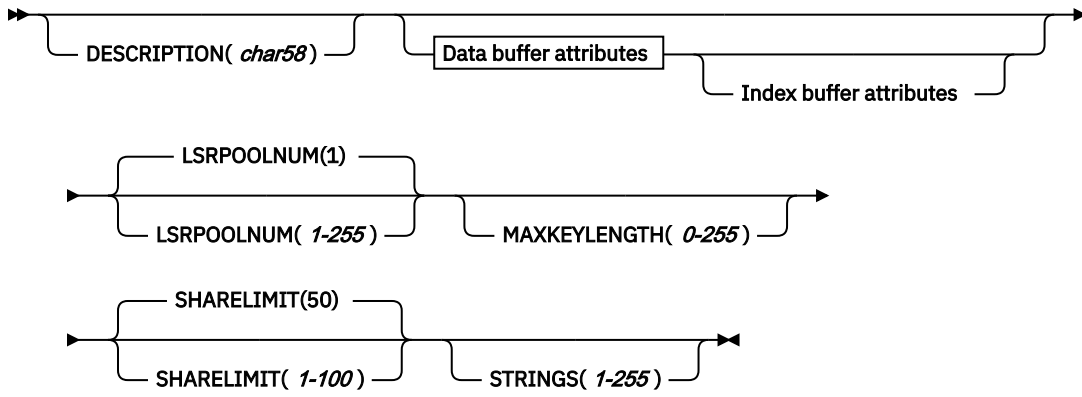 DESCRIPTION( char58 )
Data buffer attributes
Index buffer attributes
LSRPOOLNUM(1)
LSRPOOLNUM( 1-255 )
MAXKEYLENGTH( 0-255 )
SHARELIMIT(50)
SHARELIMIT( 1-100 )
STRINGS( 1-255 )